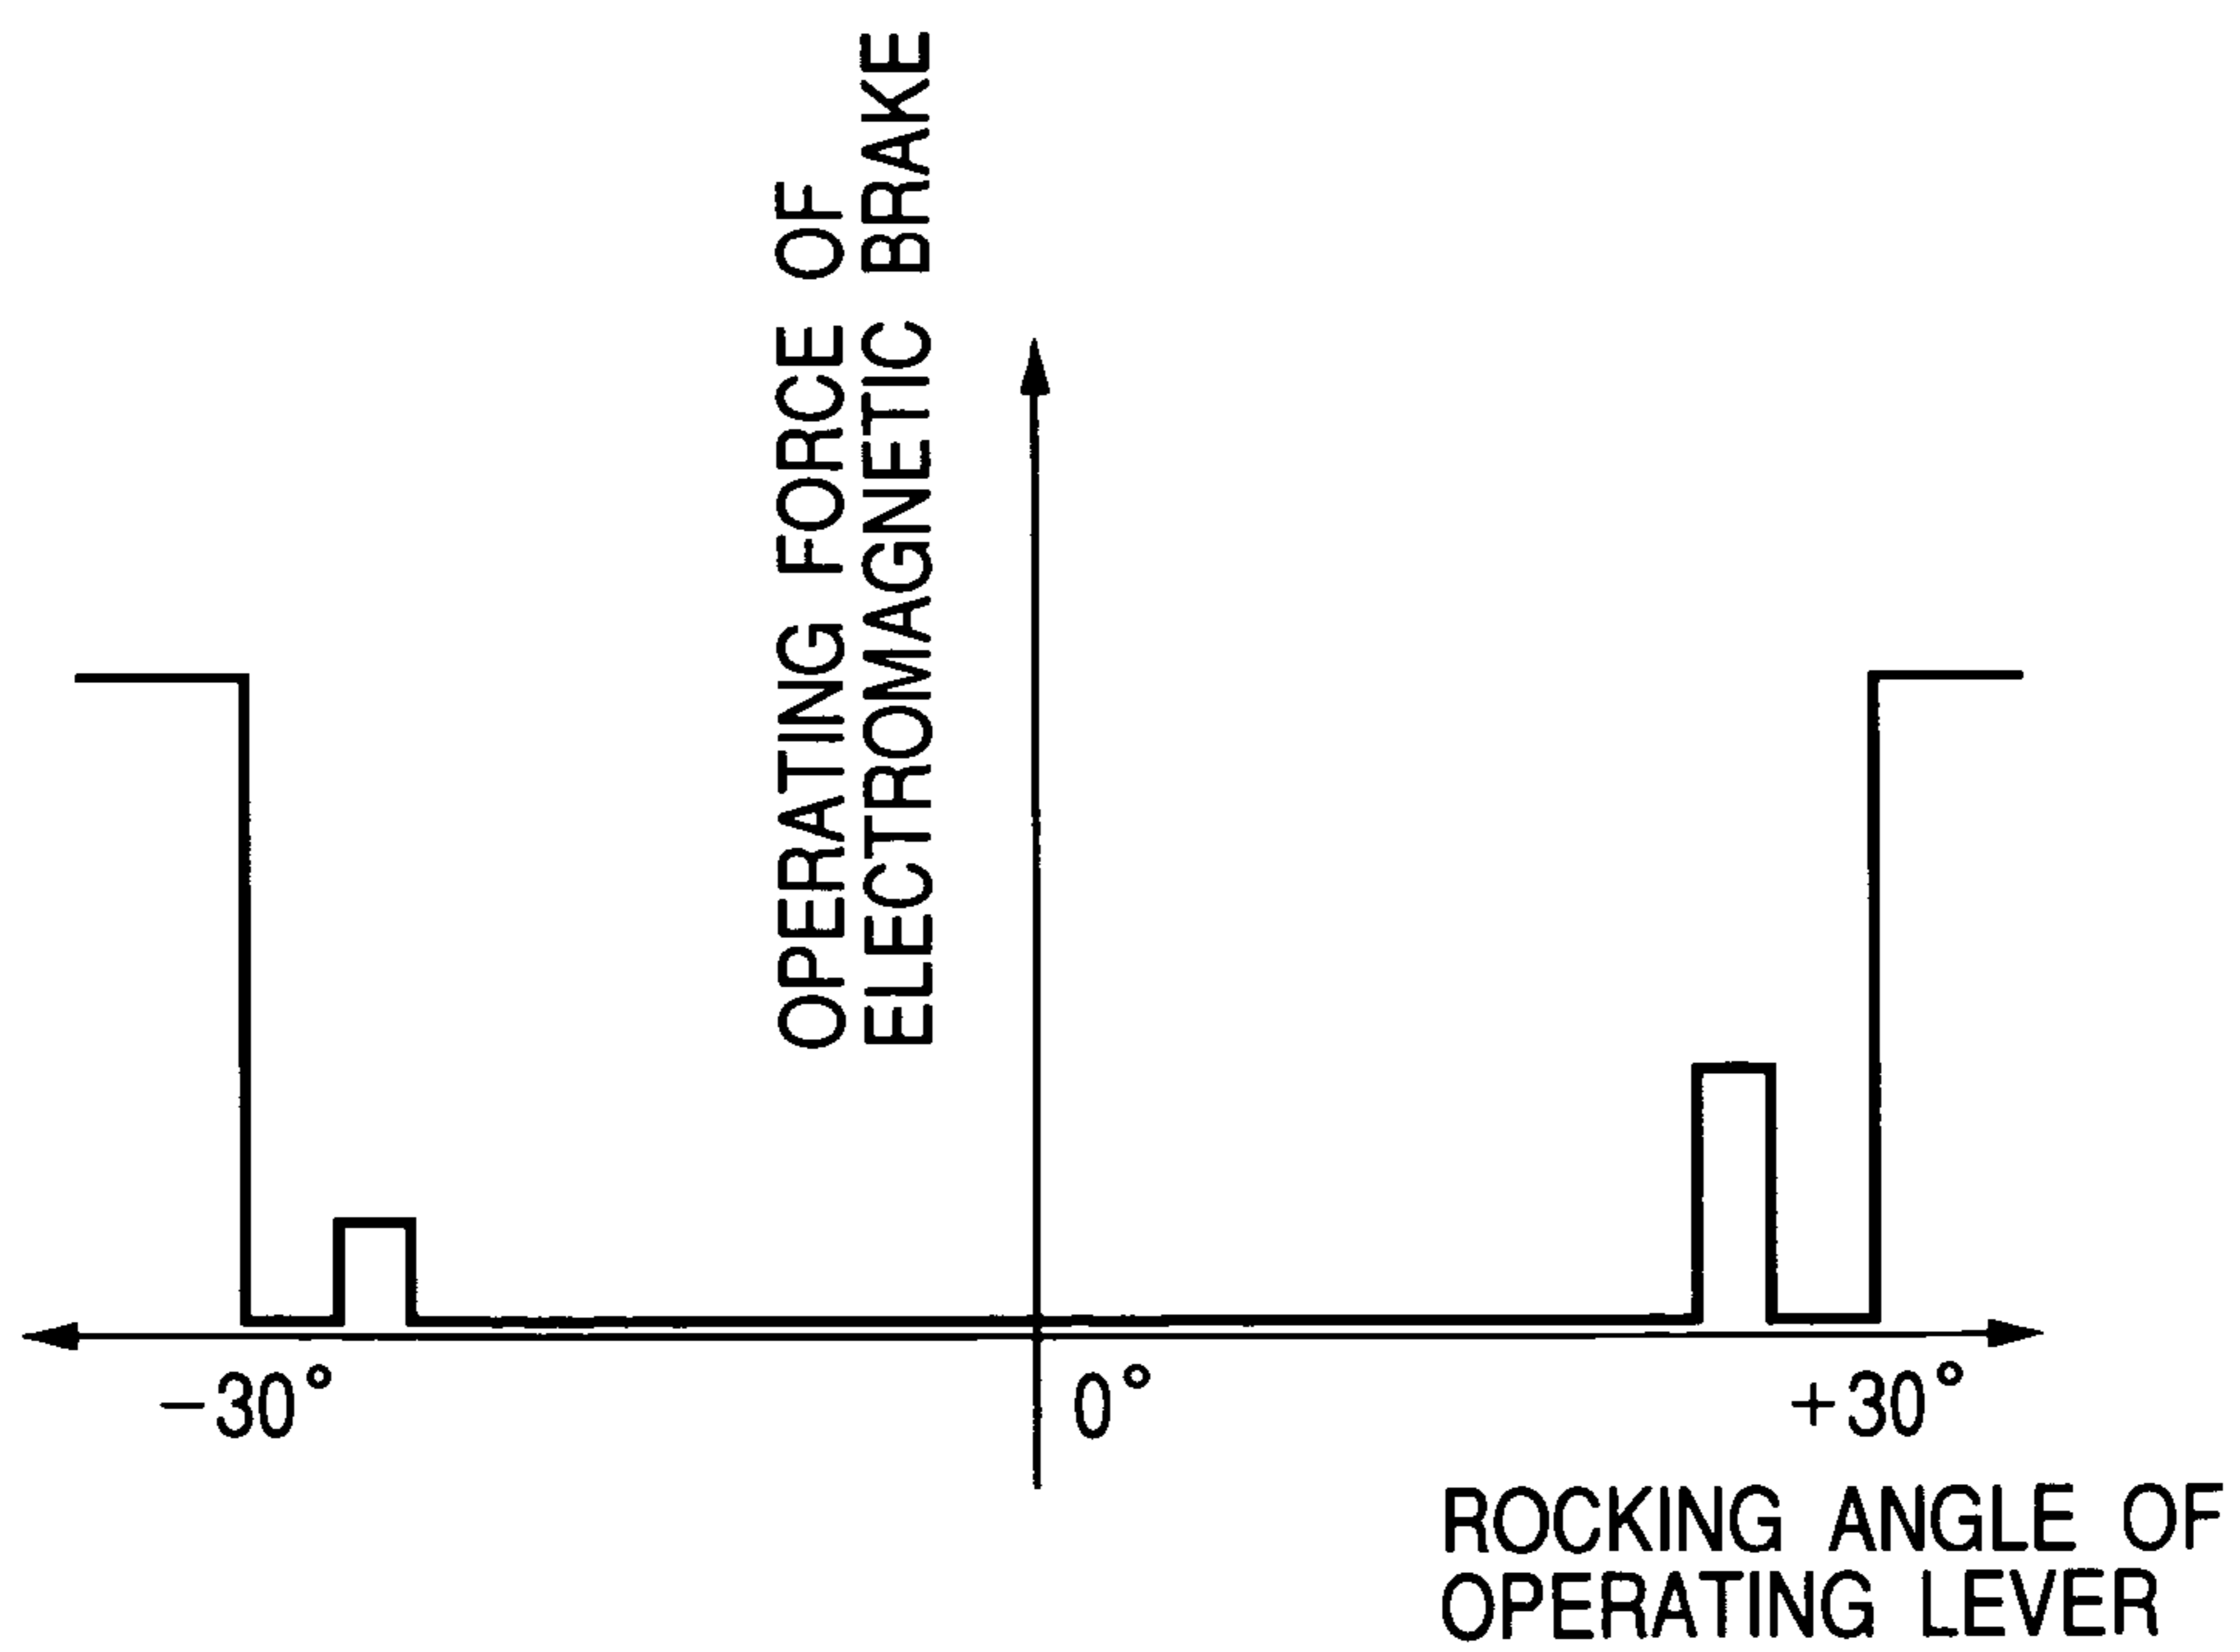 OPERATING FORCE OF
ELECTROMAGNETIC BRAKE
−30°
0°
+30°
ROCKING ANGLE OF
OPERATING LEVER